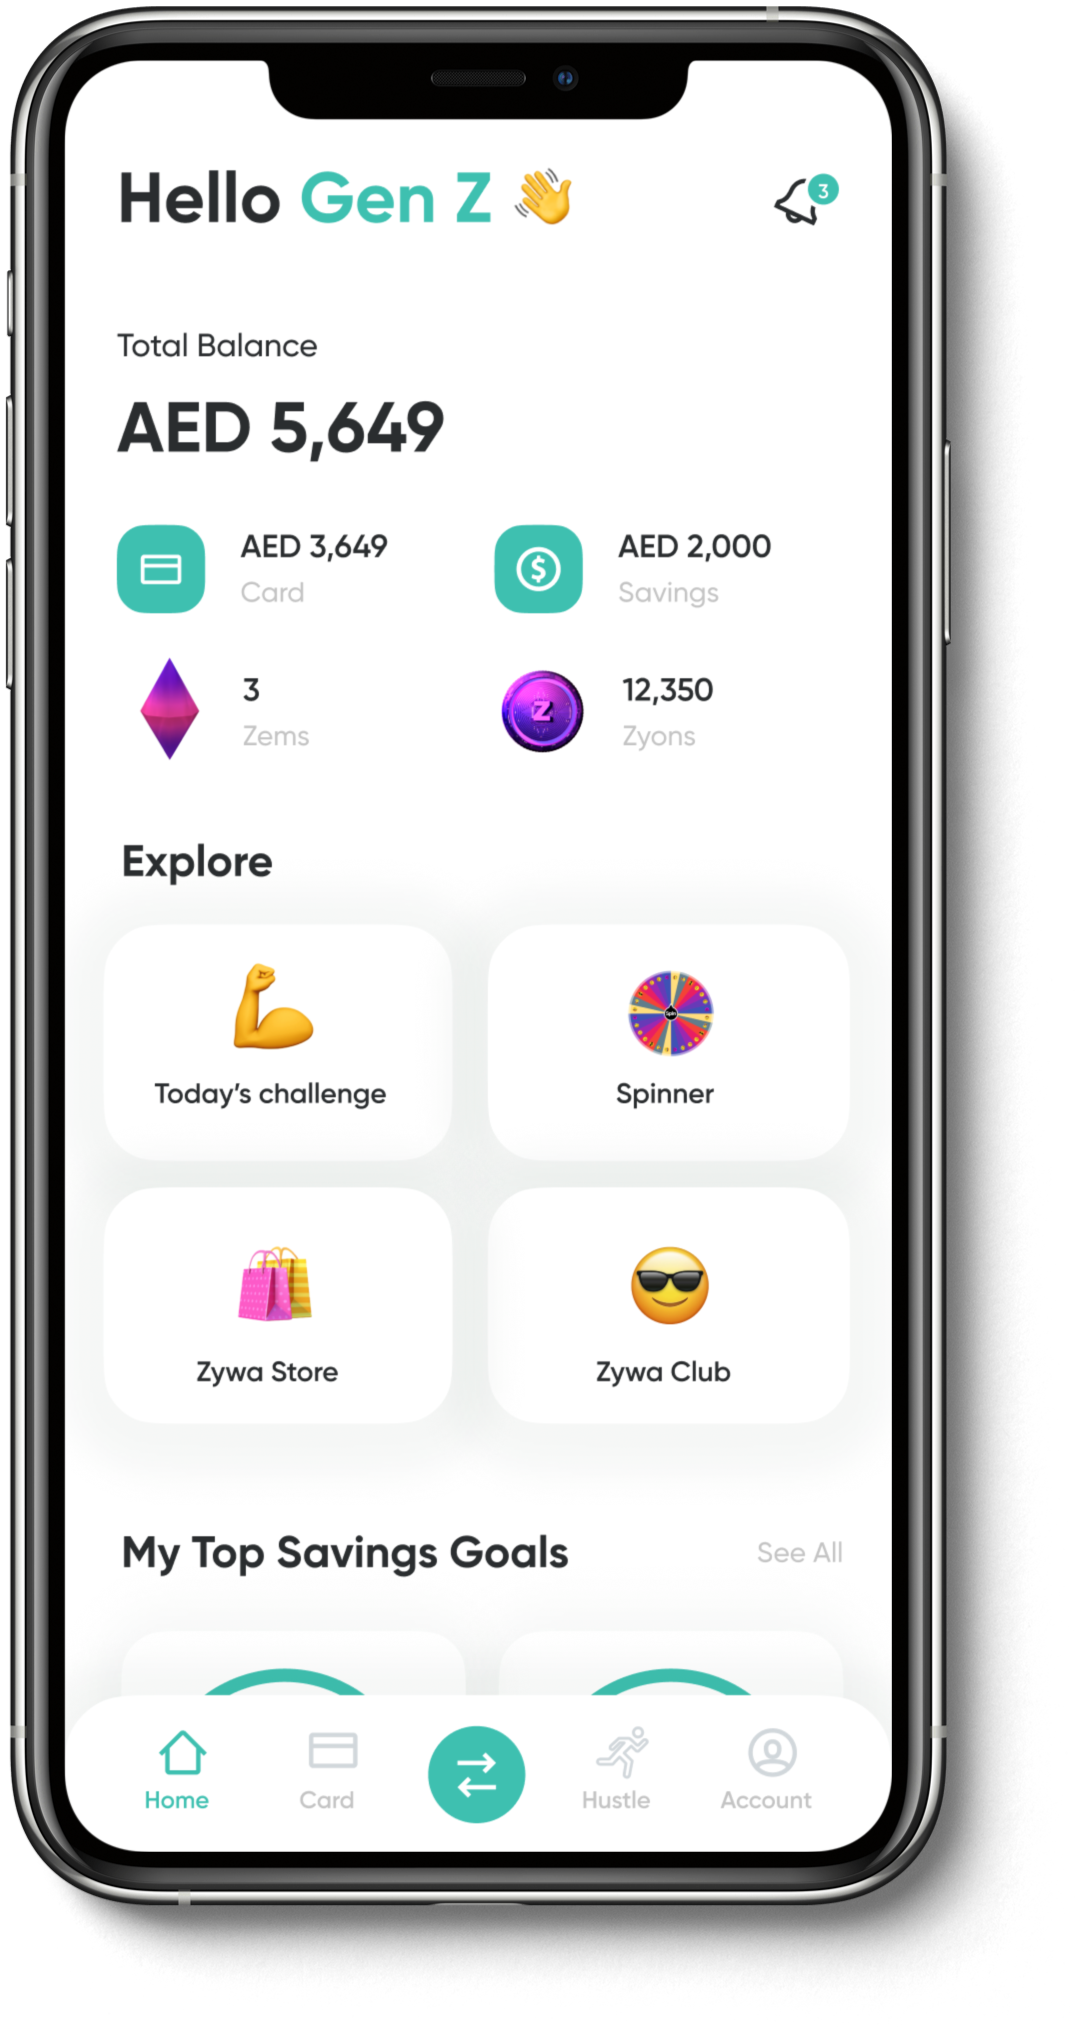 Hello Gen Z 👋
3
Total Balance
AED 5,649
AED 3,649
Card
AED 2,000
Savings
3
Zems
Z
12,350
Zyons
Explore
Today's challenge
Spin
Spinner
Zywa Store
Zywa Club
My Top Savings Goals
See All
Home
Card
Hustle
Account